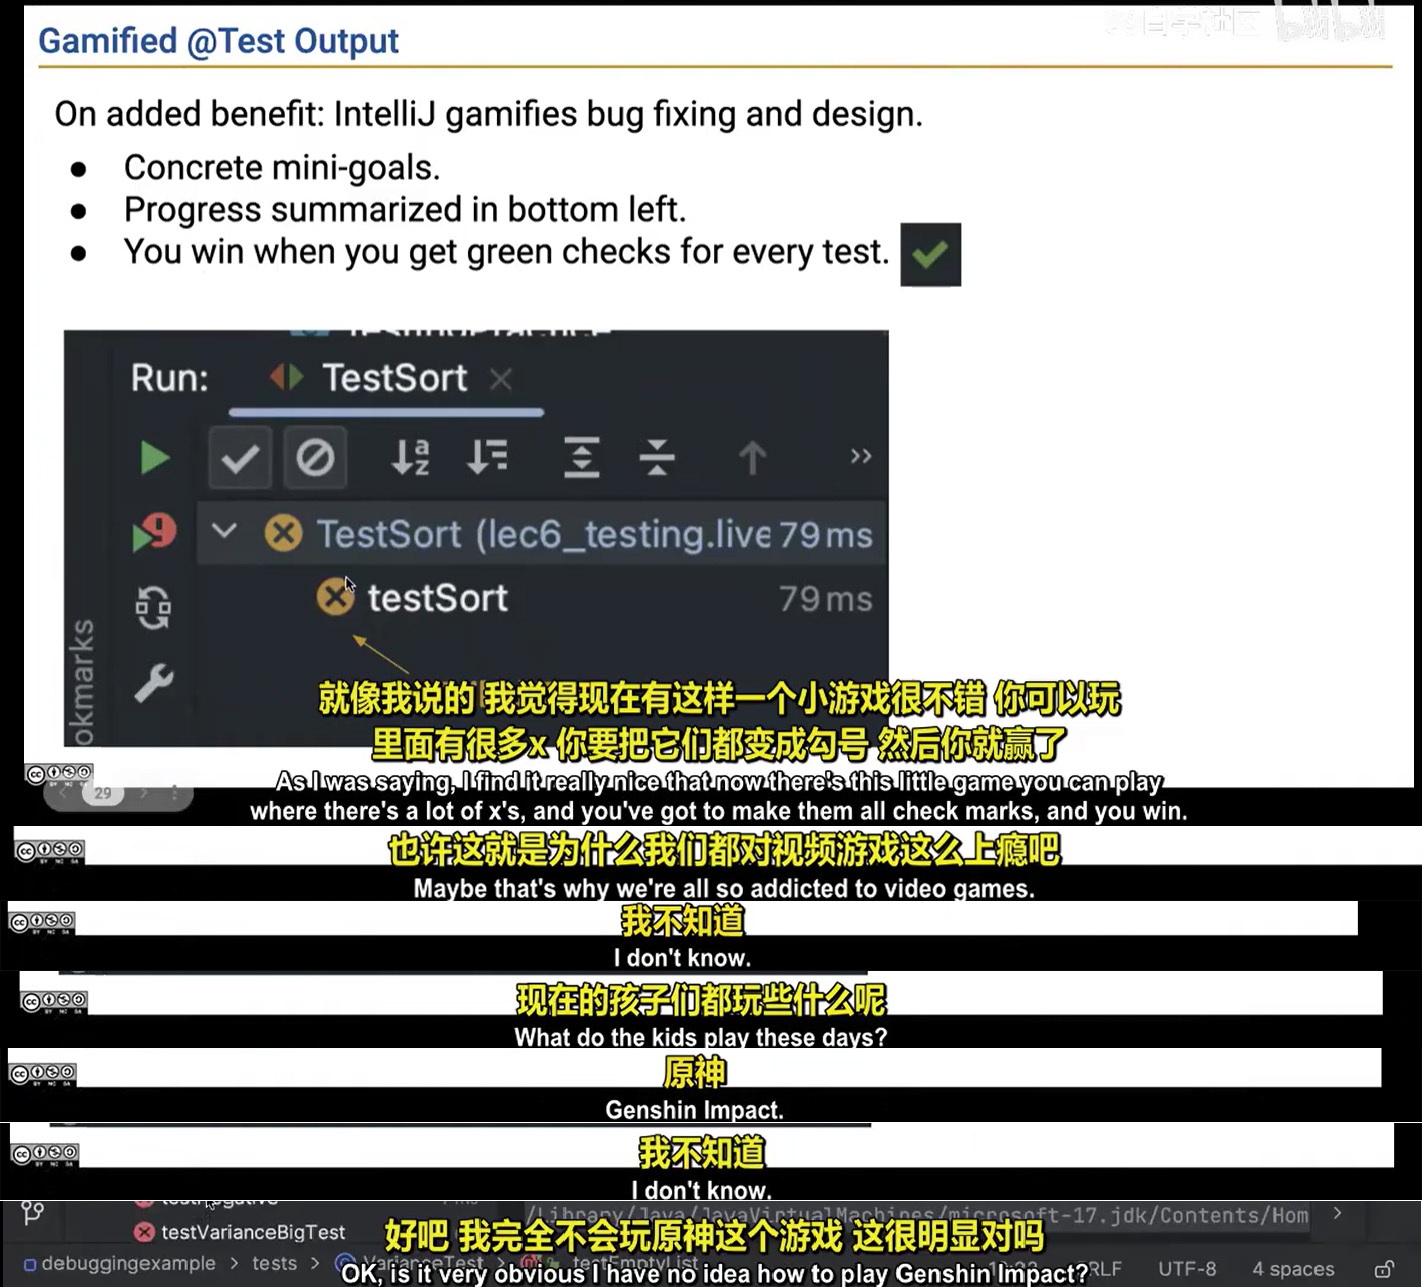 Gamified @Test Output
On added benefit: IntelliJ gamifies bug fixing and design.
● Concrete mini-goals.
● Progress summarized in bottom left.
● You win when you get green checks for every test.
Run: TestSort
TestSort (lec6_testing.live 79 ms
testSort 79 ms
okmarks
就像我说的 我觉得现在有这样一个小游戏很不错 你可以玩
里面有很多x 你要把它们都变成勾号 然后你就赢了
As I was saying, I find it really nice that now there's this little game you can play
29
where there's a lot of x's, and you've got to make them all check marks, and you win.
也许这就是为什么我们都对视频游戏这么上瘾吧
Maybe that's why we're all so addicted to video games.
我不知道
I don't know.
现在的孩子们都玩些什么呢
What do the kids play these days?
原神
Genshin Impact.
我不知道
I don't know.
/Library/Java/JavaVirtualMachines/microsoft-17.jdk/Contents/Hom
testVarianceBigTest
好吧 我完全不会玩原神这个游戏 这很明显对吗
debuggingexample > tests > VarianceTest > testEmptyList
UTF-8 4 spaces
OK, is it very obvious I have no idea how to play Genshin Impact?